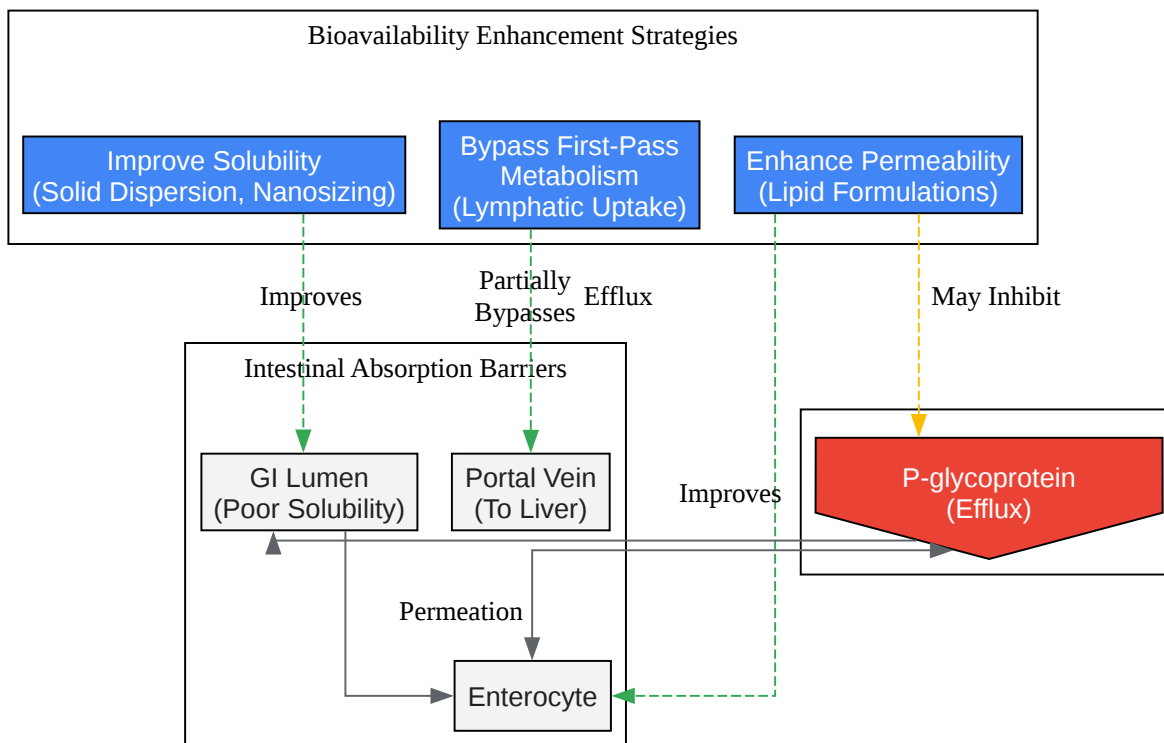 Bioavailability Enhancement Strategies
Improve Solubility
(Solid Dispersion, Nanosizing)
Bypass First-Pass
Metabolism
(Lymphatic Uptake)
Enhance Permeability
(Lipid Formulations)
Improves
Partially
Bypasses
Efflux
May Inhibit
Intestinal Absorption Barriers
GI Lumen
(Poor Solubility)
Portal Vein
(To Liver)
Improves
P-glycoprotein
(Efflux)
Permeation
Enterocyte